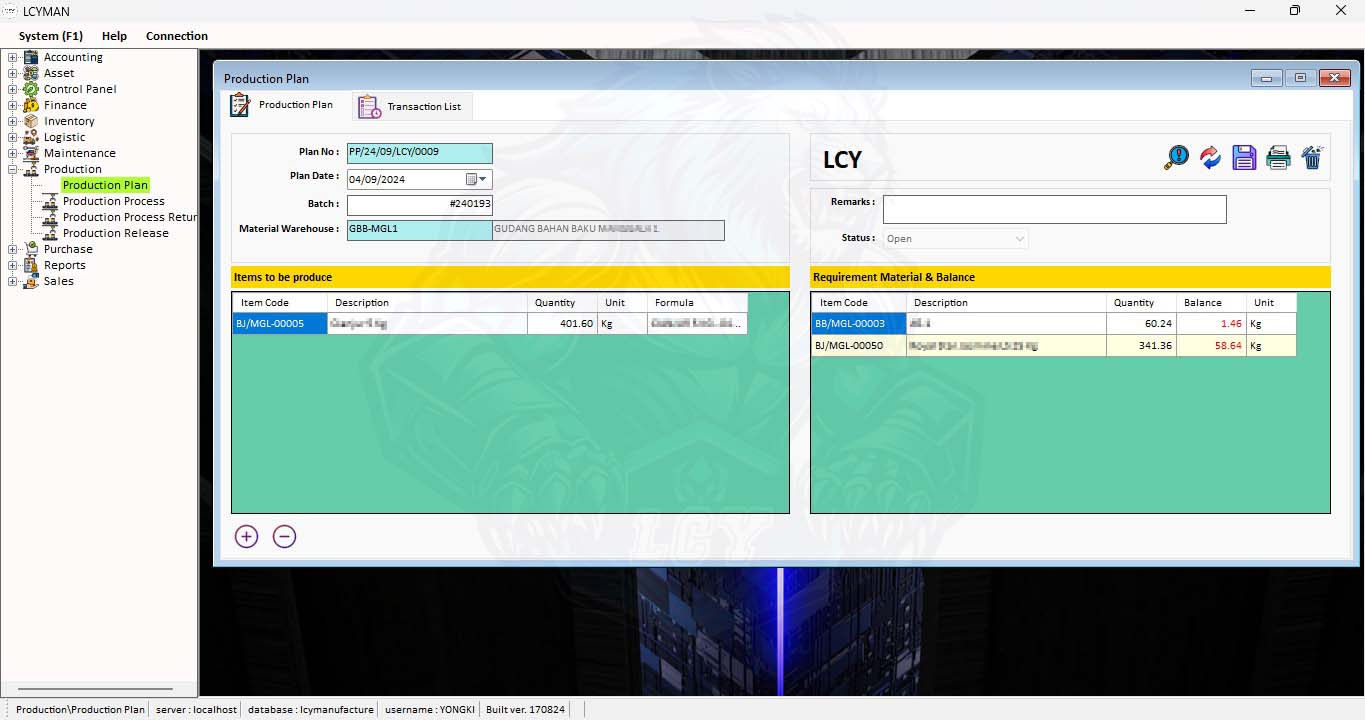 LCYMAN
System (F1) Help Connection
Accounting
Asset
Control Panel
Finance
Inventory
Logistic
Maintenance
Production
Production Plan
Production Process
Production Process Retur
Production Release
Purchase
Reports
Sales
Production Plan
Production Plan Transaction List
Plan No : PP/24/09/LCY/0009
Plan Date : 04/09/2024
Batch : #240193
Material Warehouse : GBB-MGL1 GUDANG BAHAN BAKU
LCY
Remarks :
Status : Open
Items to be produce
Item Code Description Quantity Unit Formula
BJ/MGL-00005 401.60 Kg
Requirement Material & Balance
Item Code Description Quantity Balance Unit
BB/MGL-00003 60.24 1.46 Kg
BJ/MGL-00050 341.36 58.64 Kg
LCY
Production\Production Plan server : localhost database : lcymanufacture username : YONGKI Built ver. 170824